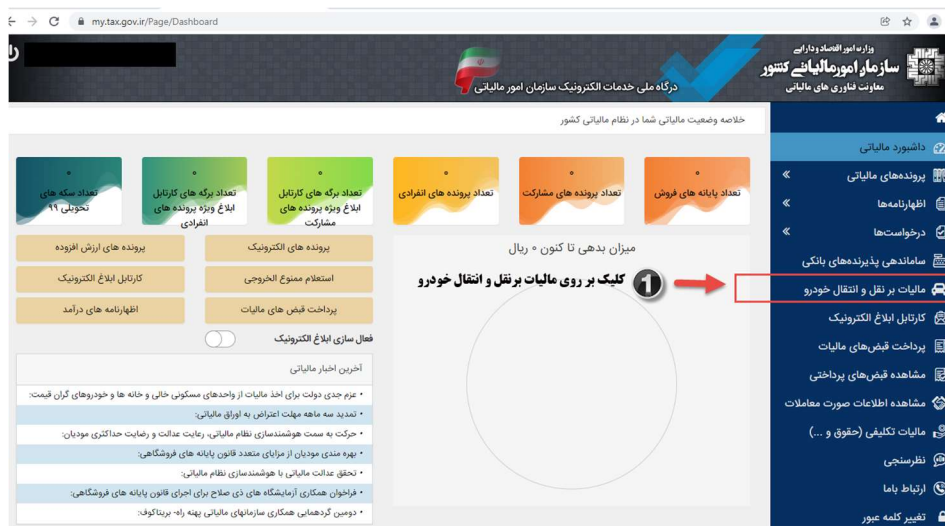 my.tax.gov.ir/Page/Dashboard
وزارت امور اقتصاد و دارایی
سازمان امور مالیاتی کشور
معاونت فناوری های مالیاتی
درگاه ملی خدمات الکترونیک سازمان امور مالیاتی
خلاصه وضعیت مالیاتی شما در نظام مالیاتی کشور
داشبورد مالیاتی
پرونده‌های مالیاتی
اظهارنامه‌ها
درخواست‌ها
ساماندهی پذیرنده‌های بانکی
مالیات بر نقل و انتقال خودرو
کارتابل ابلاغ الکترونیک
پرداخت قبض‌های مالیات
مشاهده قبض‌های پرداختی
مشاهده اطلاعات صورت معاملات
مالیات تکلیفی (حقوق و ...)
نظرسنجی
ارتباط باما
تغییر کلمه عبور
۰
تعداد پایانه های فروش
۰
تعداد پرونده های مشارکت
۰
تعداد پرونده های انفرادی
۰
تعداد برگه های کارتابل
ابلاغ ویژه پرونده های
مشارکت
۰
تعداد برگه های کارتابل
ابلاغ ویژه پرونده های
انفرادی
۰
تعداد سکه های
تحویلی ۹۹
میزان بدهی تا کنون ۰ ریال
1 کلیک بر روی مالیات برنقل و انتقال خودرو
پرونده های الکترونیک
پرونده های ارزش افزوده
استعلام ممنوع الخروجی
کارتابل ابلاغ الکترونیک
پرداخت قبض های مالیات
اظهارنامه های درآمد
فعال سازی ابلاغ الکترونیک
آخرین اخبار مالیاتی
• عزم جدی دولت برای اخذ مالیات از واحدهای مسکونی خالی و خانه ها و خودروهای گران قیمت:
• تمدید سه ماهه مهلت اعتراض به اوراق مالیاتی:
• حرکت به سمت هوشمندسازی نظام مالیاتی، رعایت عدالت و رضایت حداکثری مودیان:
• بهره مندی مودیان از مزایای متعدد قانون پایانه های فروشگاهی:
• تحقق عدالت مالیاتی با هوشمندسازی نظام مالیاتی:
• فراخوان همکاری آزمایشگاه های ذی صلاح برای اجرای قانون پایانه های فروشگاهی:
• دومین گردهمایی همکاری سازمانهای مالیاتی پهنه راه- بریتاکوف: